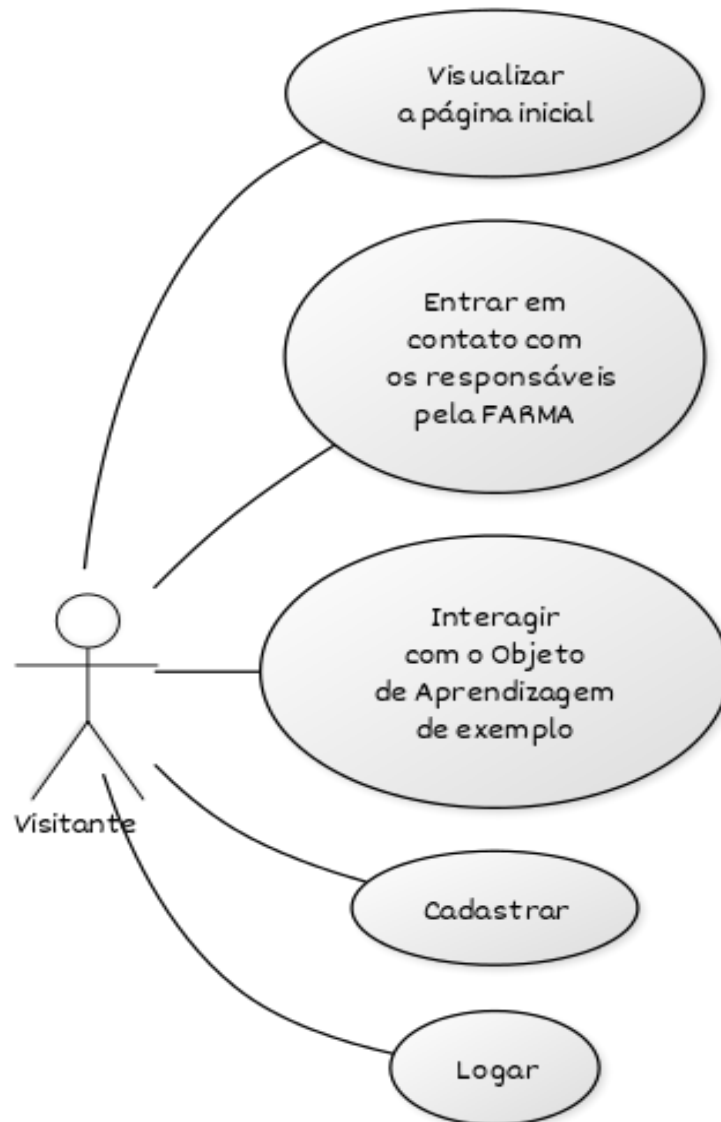 Visualizar
a página inicial
Entrar em
contato com
os responsáveis
pela FARMA
Interagir
com o Objeto
de Aprendizagem
de exemplo
Visitante
Cadastrar
Logar